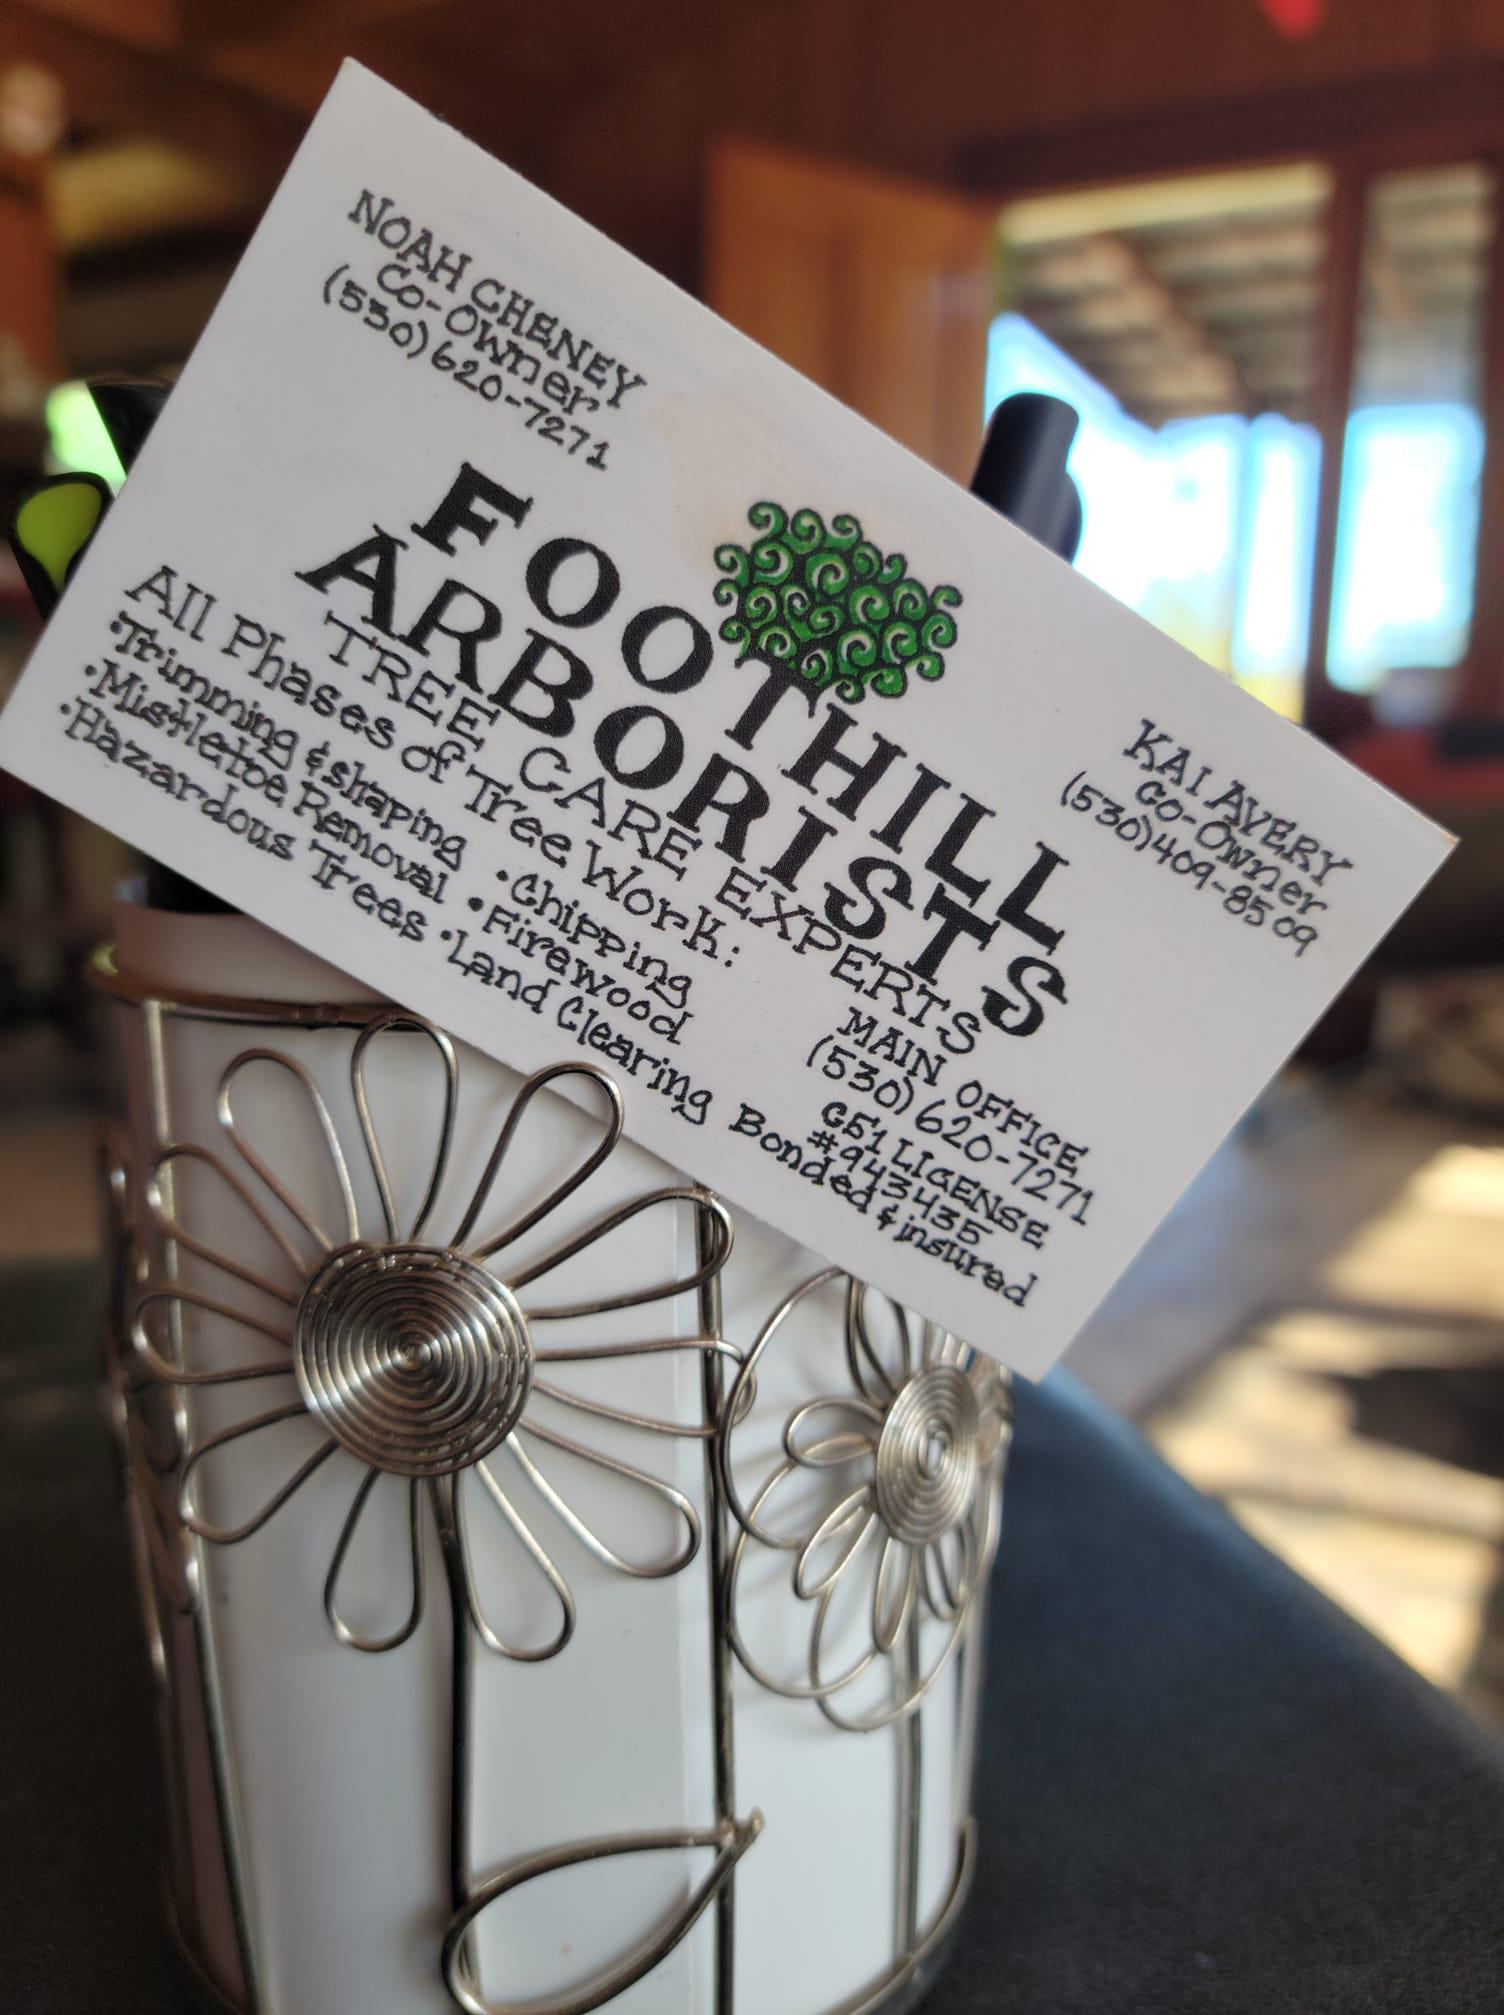 NOAH CHENEY
Co-Owner
(530) 620-7271
KAI AVERY
Co-Owner
(530) 409-8509
FOOTHILL
ARBORISTS
TREE CARE EXPERTS
All Phases of Tree Work:
•Trimming & shaping •Chipping
•Mistletoe Removal •Firewood
•Hazardous Trees •Land Clearing
MAIN OFFICE
(530) 620-7271
C51 LICENSE
#943435
Bonded & insured